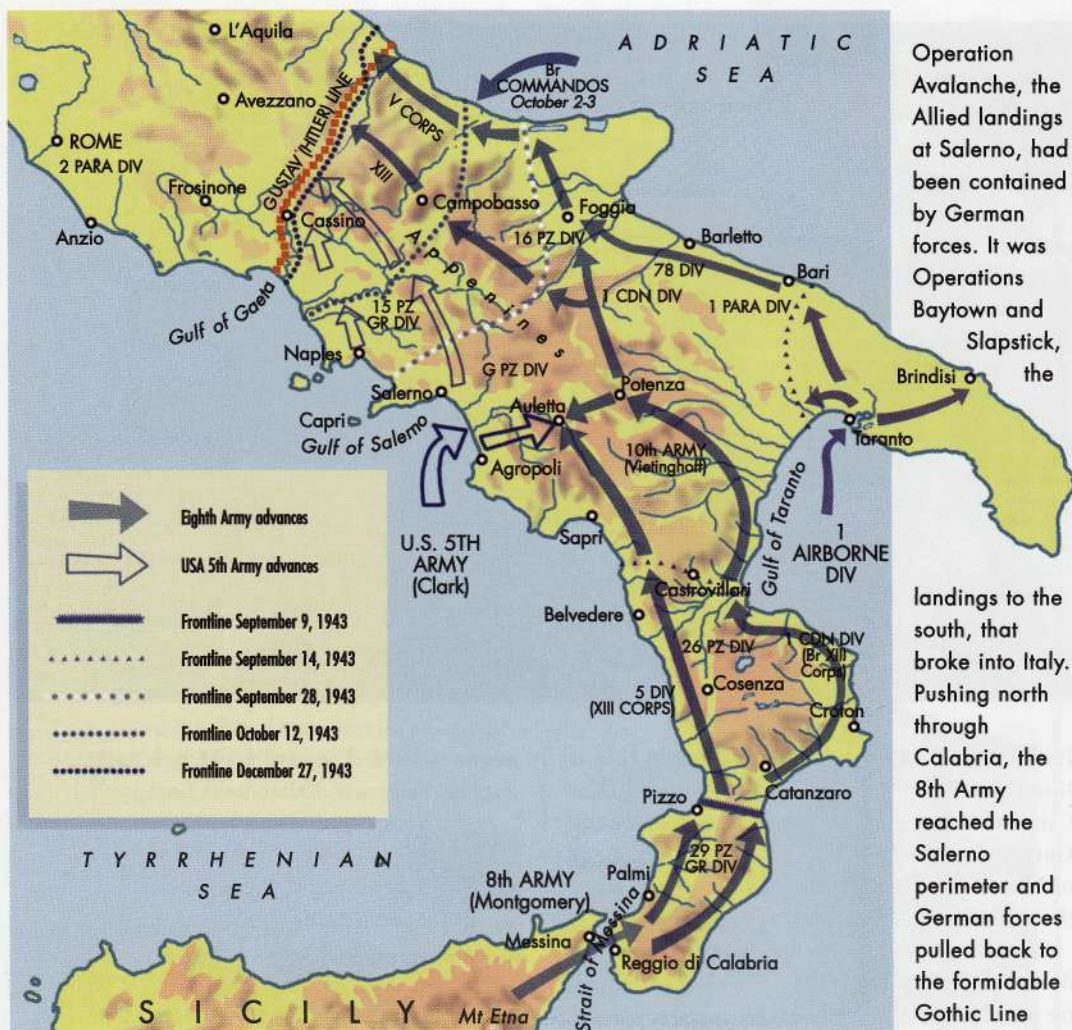 ADRIATIC
SEA
L'Aquila
Br
COMMANDOS
October 2-3
Avezzano
GUSTAV (HITLER) LINE
V CORPS
ROME
2 PARA DIV
XIII
Frosinone
Cassino
Campobasso
Foggia
Anzio
16 PZ DIV
Barletto
Appenines
78 DIV
Bari
Gulf of Gaeta
1 CDN DIV
1 PARA DIV
15 PZ
GR DIV
Naples
G PZ DIV
Brindisi
Salerno
Potenza
Capri
Auletta
Gulf of Salerno
Taranto
10th ARMY
(Vietinghoff)
Agropoli
Gulf of Taranto
Sapri
U.S. 5TH
ARMY
(Clark)
1
AIRBORNE
DIV
Castrovillari
Belvedere
26 PZ DIV
1 CDN DIV
(Br XIII
Corps)
Cosenza
5 DIV
(XIII CORPS)
Croton
Catanzaro
Pizzo
29 PZ
GR DIV
Palmi
8th ARMY
(Montgomery)
Messina
Strait of Messina
Reggio di Calabria
TYRRHENIAN
SEA
SICILY
Mt Etna
Eighth Army advances
USA 5th Army advances
Frontline September 9, 1943
Frontline September 14, 1943
Frontline September 28, 1943
Frontline October 12, 1943
Frontline December 27, 1943
Operation
Avalanche, the
Allied landings
at Salerno, had
been contained
by German
forces. It was
Operations
Baytown and
Slapstick,
the
landings to the
south, that
broke into Italy.
Pushing north
through
Calabria, the
8th Army
reached the
Salerno
perimeter and
German forces
pulled back to
the formidable
Gothic Line